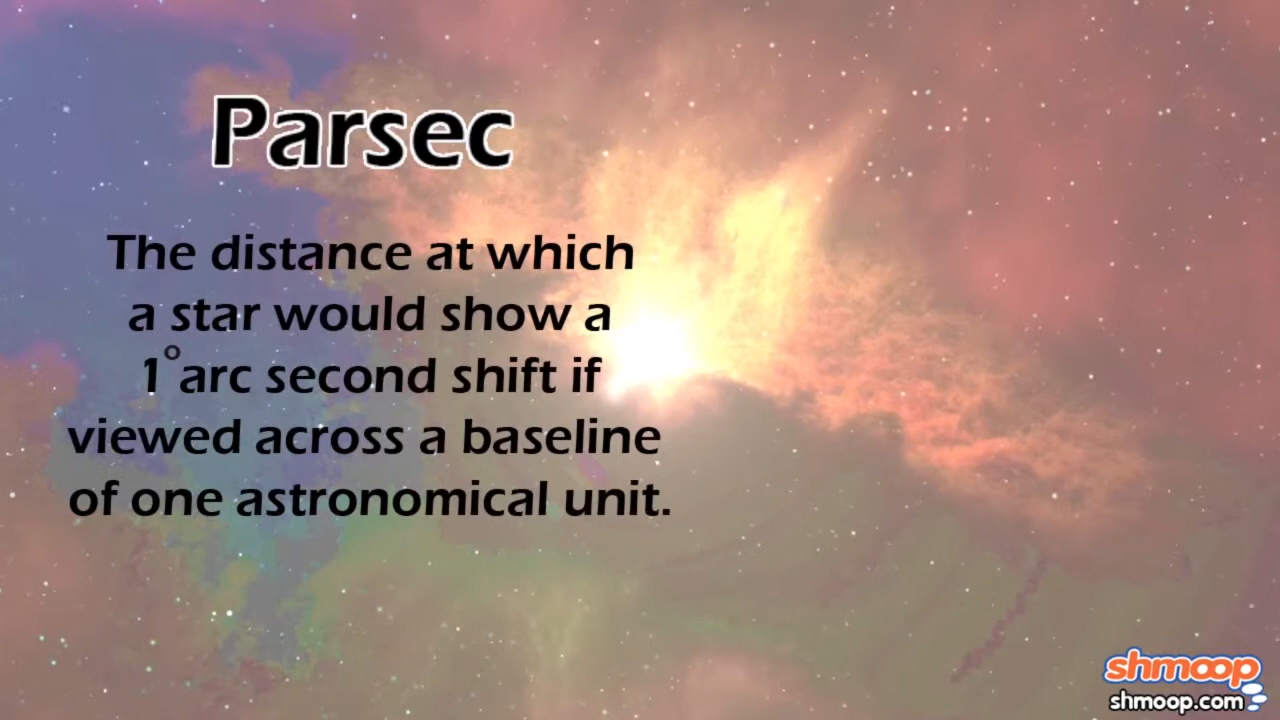 Parsec
The distance at which
a star would show a
1°arc second shift if
viewed across a baseline
of one astronomical unit.
shmoop
shmoop.com